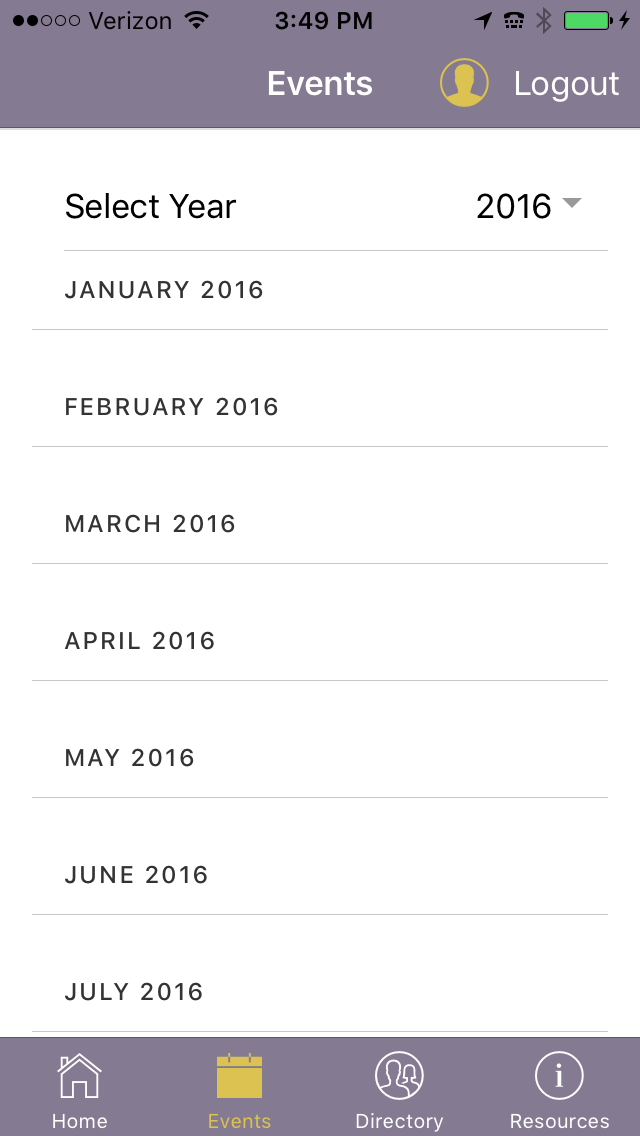 Verizon 3:49 PM
Events Logout
Select Year 2016
JANUARY 2016
FEBRUARY 2016
MARCH 2016
APRIL 2016
MAY 2016
JUNE 2016
JULY 2016
Home Events Directory Resources